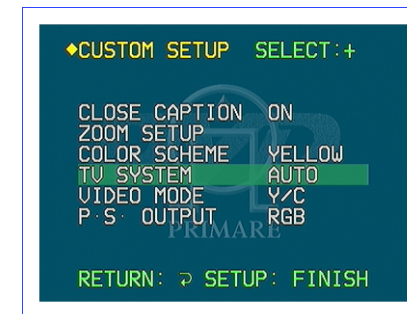 ◆CUSTOM SETUP SELECT:+
CLOSE CAPTION ON
ZOOM SETUP
COLOR SCHEME YELLOW
TV SYSTEM AUTO
VIDEO MODE Y/C
P·S· OUTPUT RGB
PRIMARE
RETURN: ⊋ SETUP: FINISH